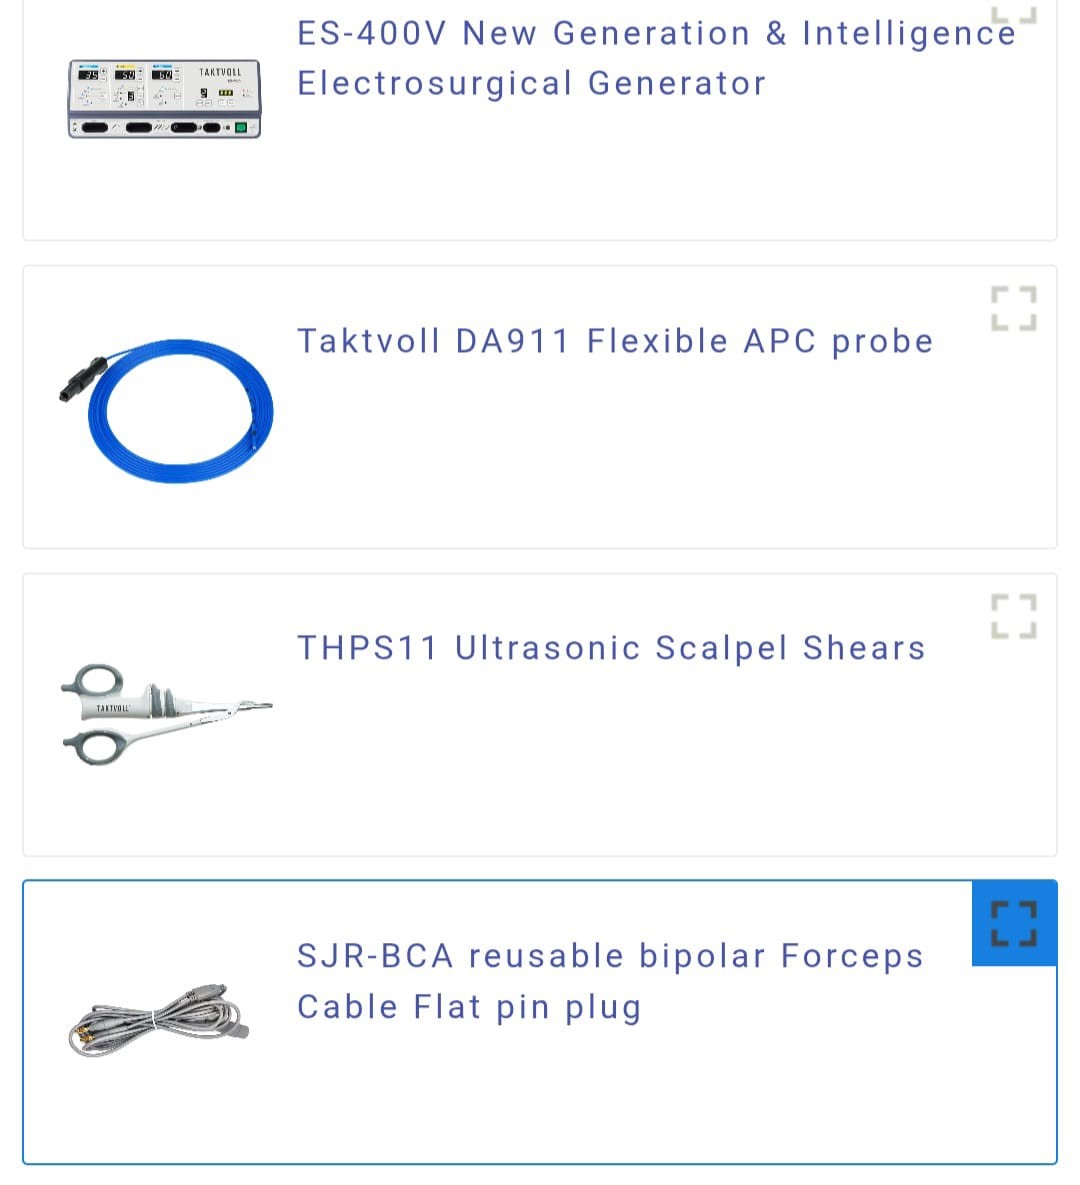 ES-400V New Generation & Intelligence
Electrosurgical Generator
TAKTVOLL
Taktvoll DA911 Flexible APC probe
THPS11 Ultrasonic Scalpel Shears
TAKTVOLL
SJR-BCA reusable bipolar Forceps
Cable Flat pin plug